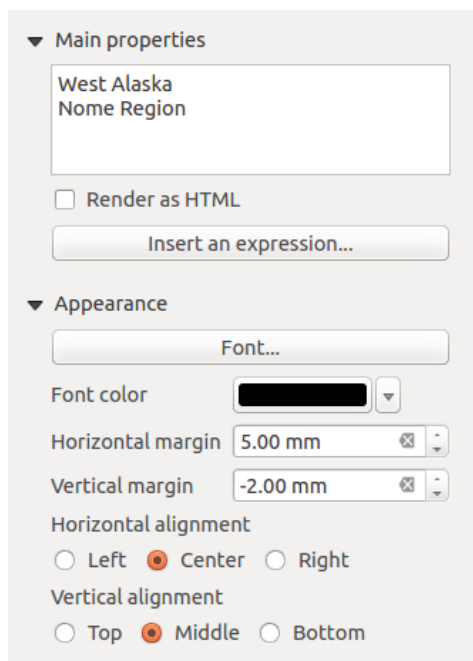 Main properties
West Alaska
Nome Region
Render as HTML
Insert an expression...
Appearance
Font...
Font color
Horizontal margin 5.00 mm
Vertical margin -2.00 mm
Horizontal alignment
Left Center Right
Vertical alignment
Top Middle Bottom